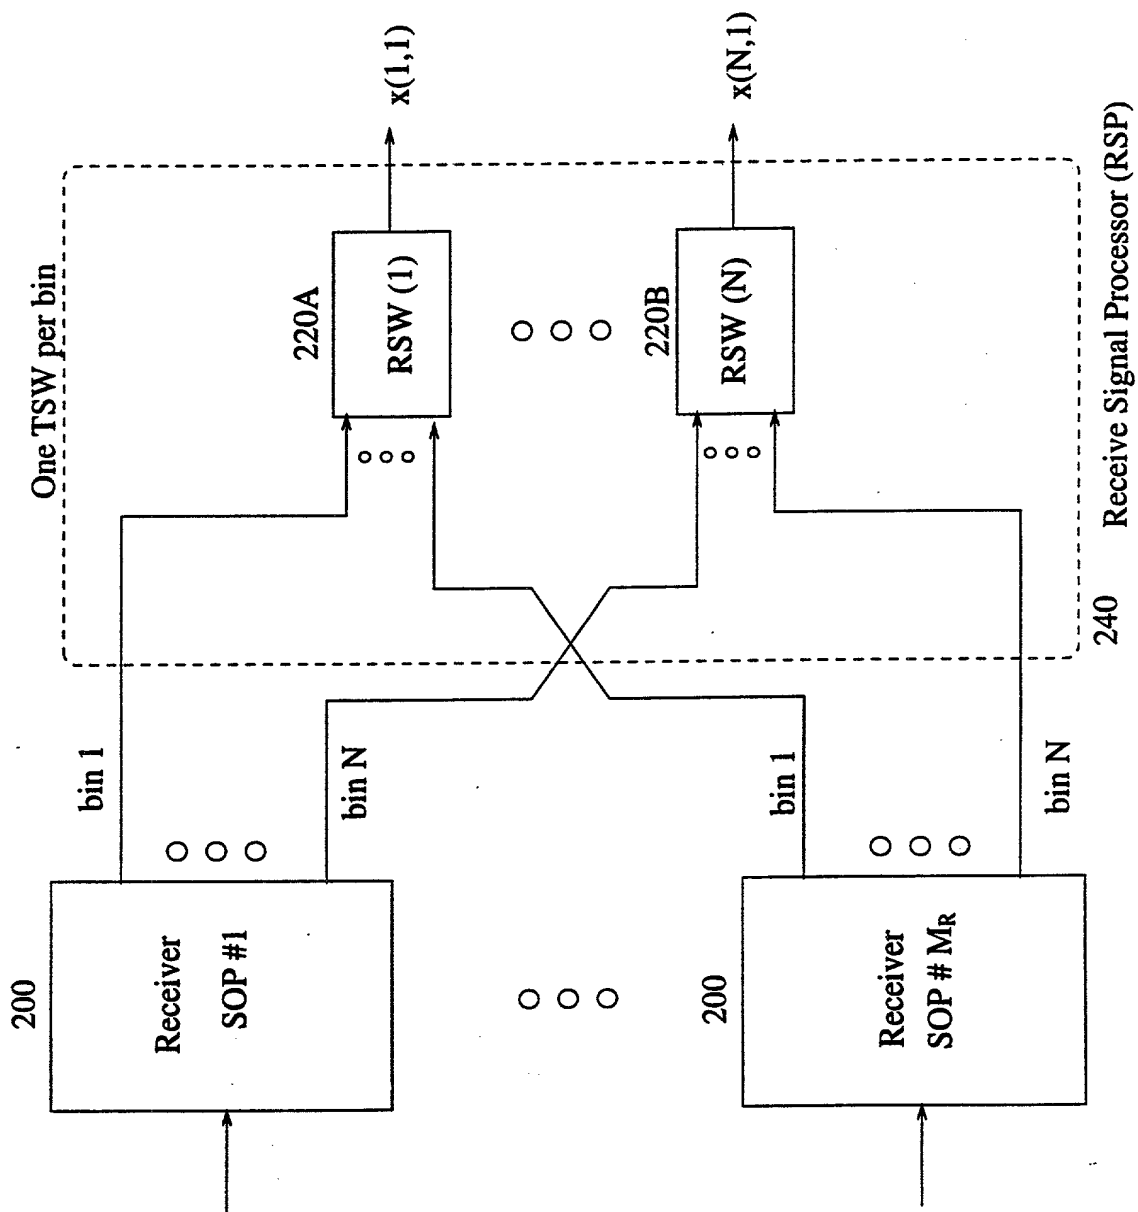 One TSW per bin
200
Receiver
SOP #1
bin 1
bin N
220A
RSW (1)
x(1,1)
220B
RSW (N)
x(N,1)
200
Receiver
SOP # MR
bin 1
bin N
240
Receive Signal Processor (RSP)